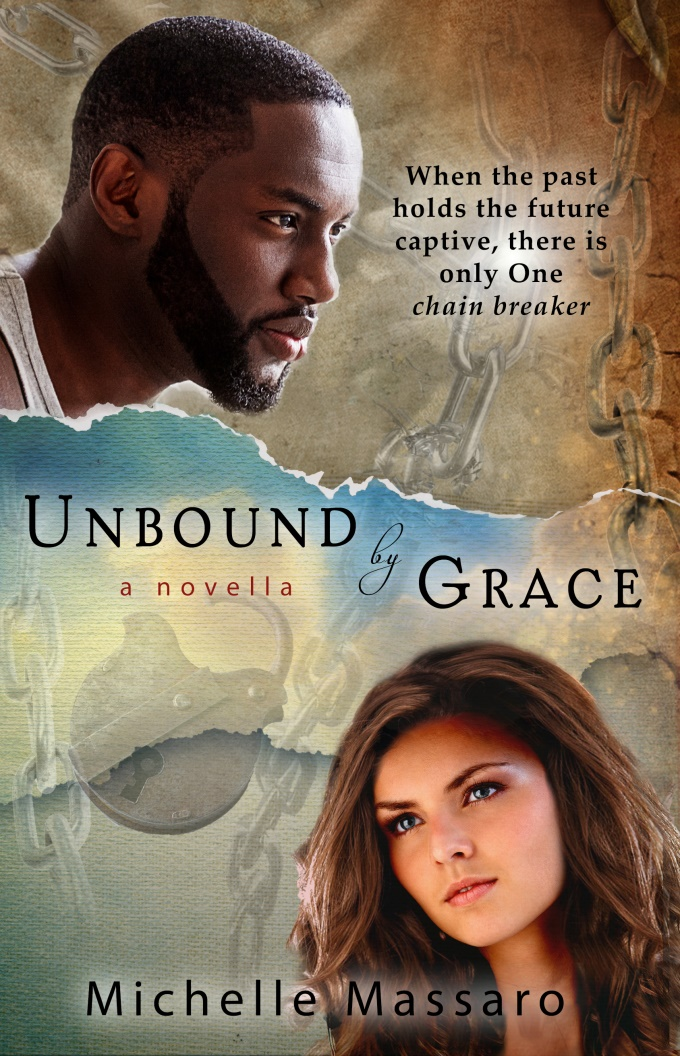 When the past
holds the future
captive, there is
only One
chain breaker
Unbound
by
Grace
a novella
Michelle Massaro